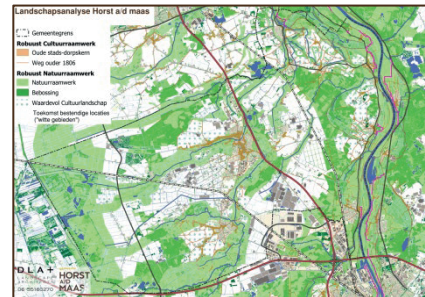 Landschapsanalyse Horst a/d maas
Gemeentegrens
Robuust Cultuurraamwerk
Oude stads-dorpskern
Weg ouder 1806
Robuust Natuurraamwerk
Natuurraamwerk
Bebossing
Waardevol Cultuurlandschap
Toekomst bestendige locaties
("witte gebieden")
DLA+
HORST
A/D
MAAS